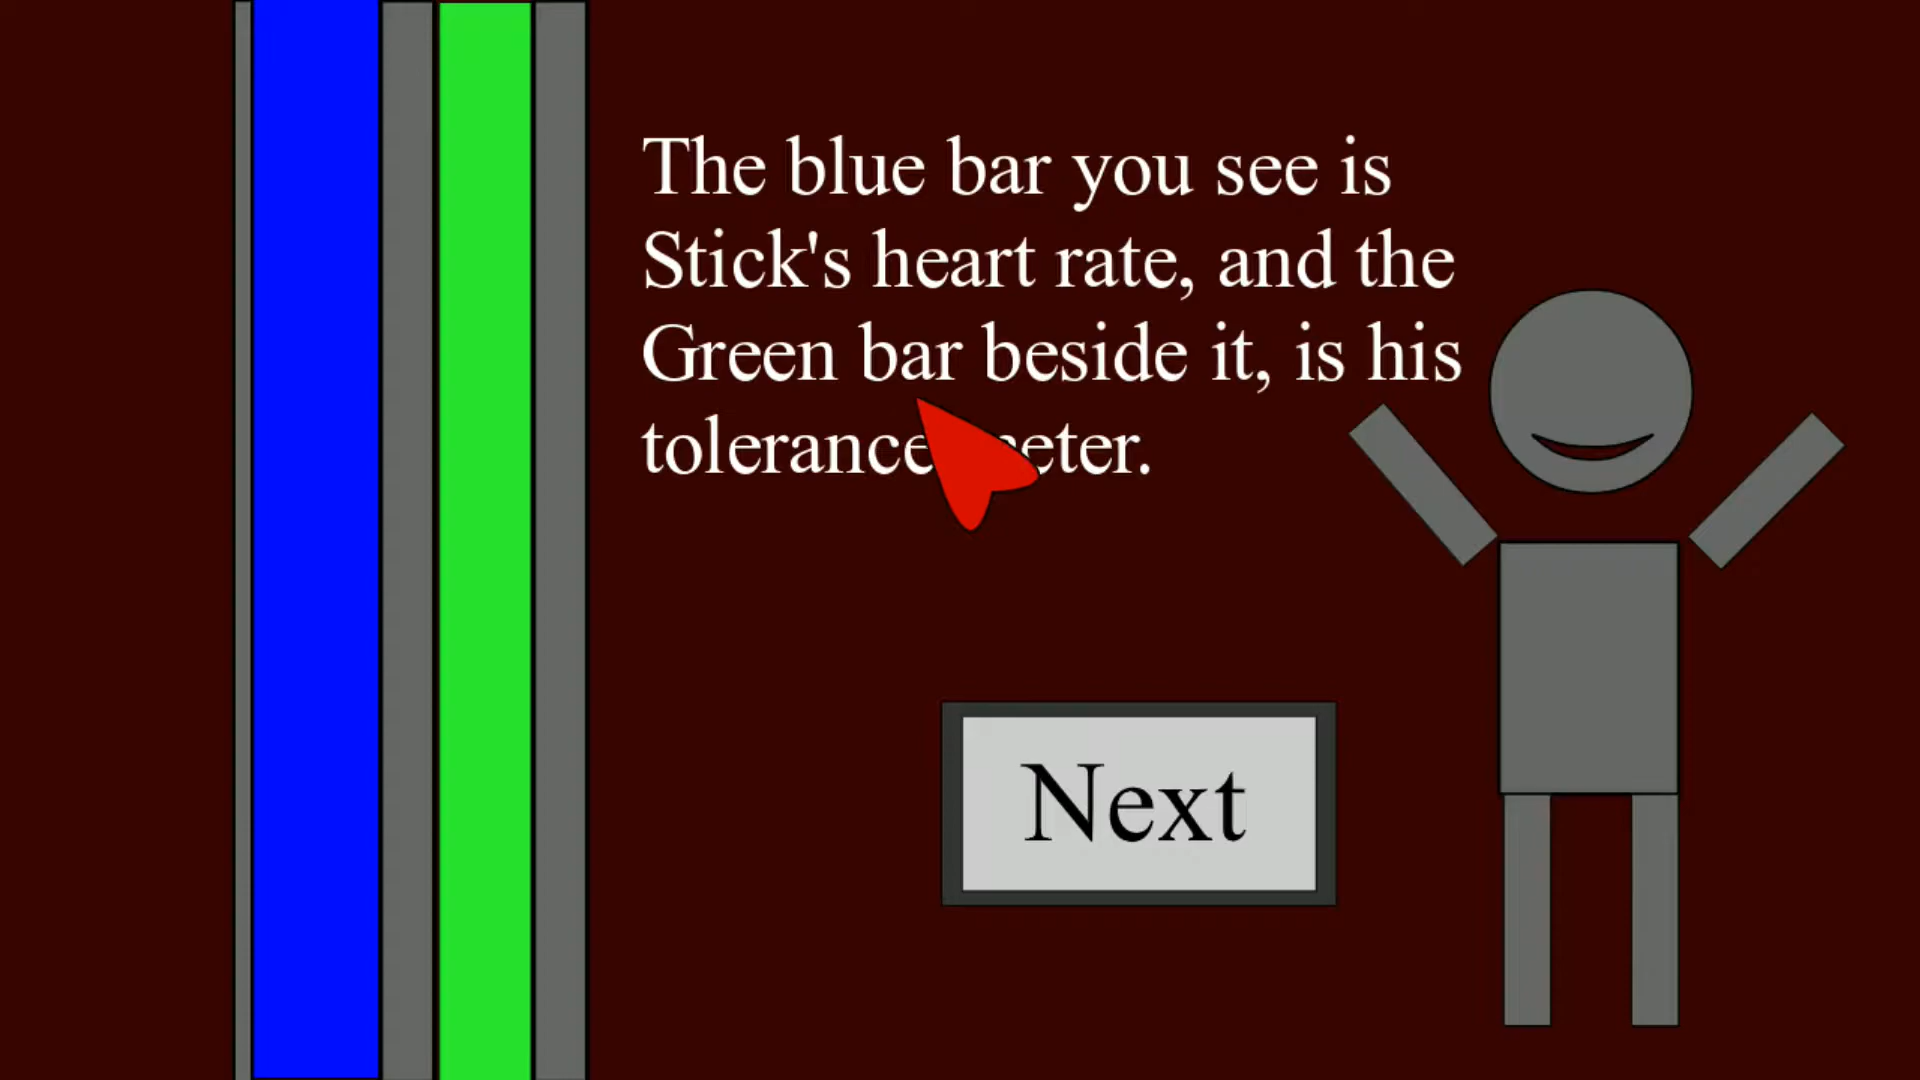 The blue bar you see is
Stick's heart rate, and the
Green bar beside it, is his
tolerance eter.
Next